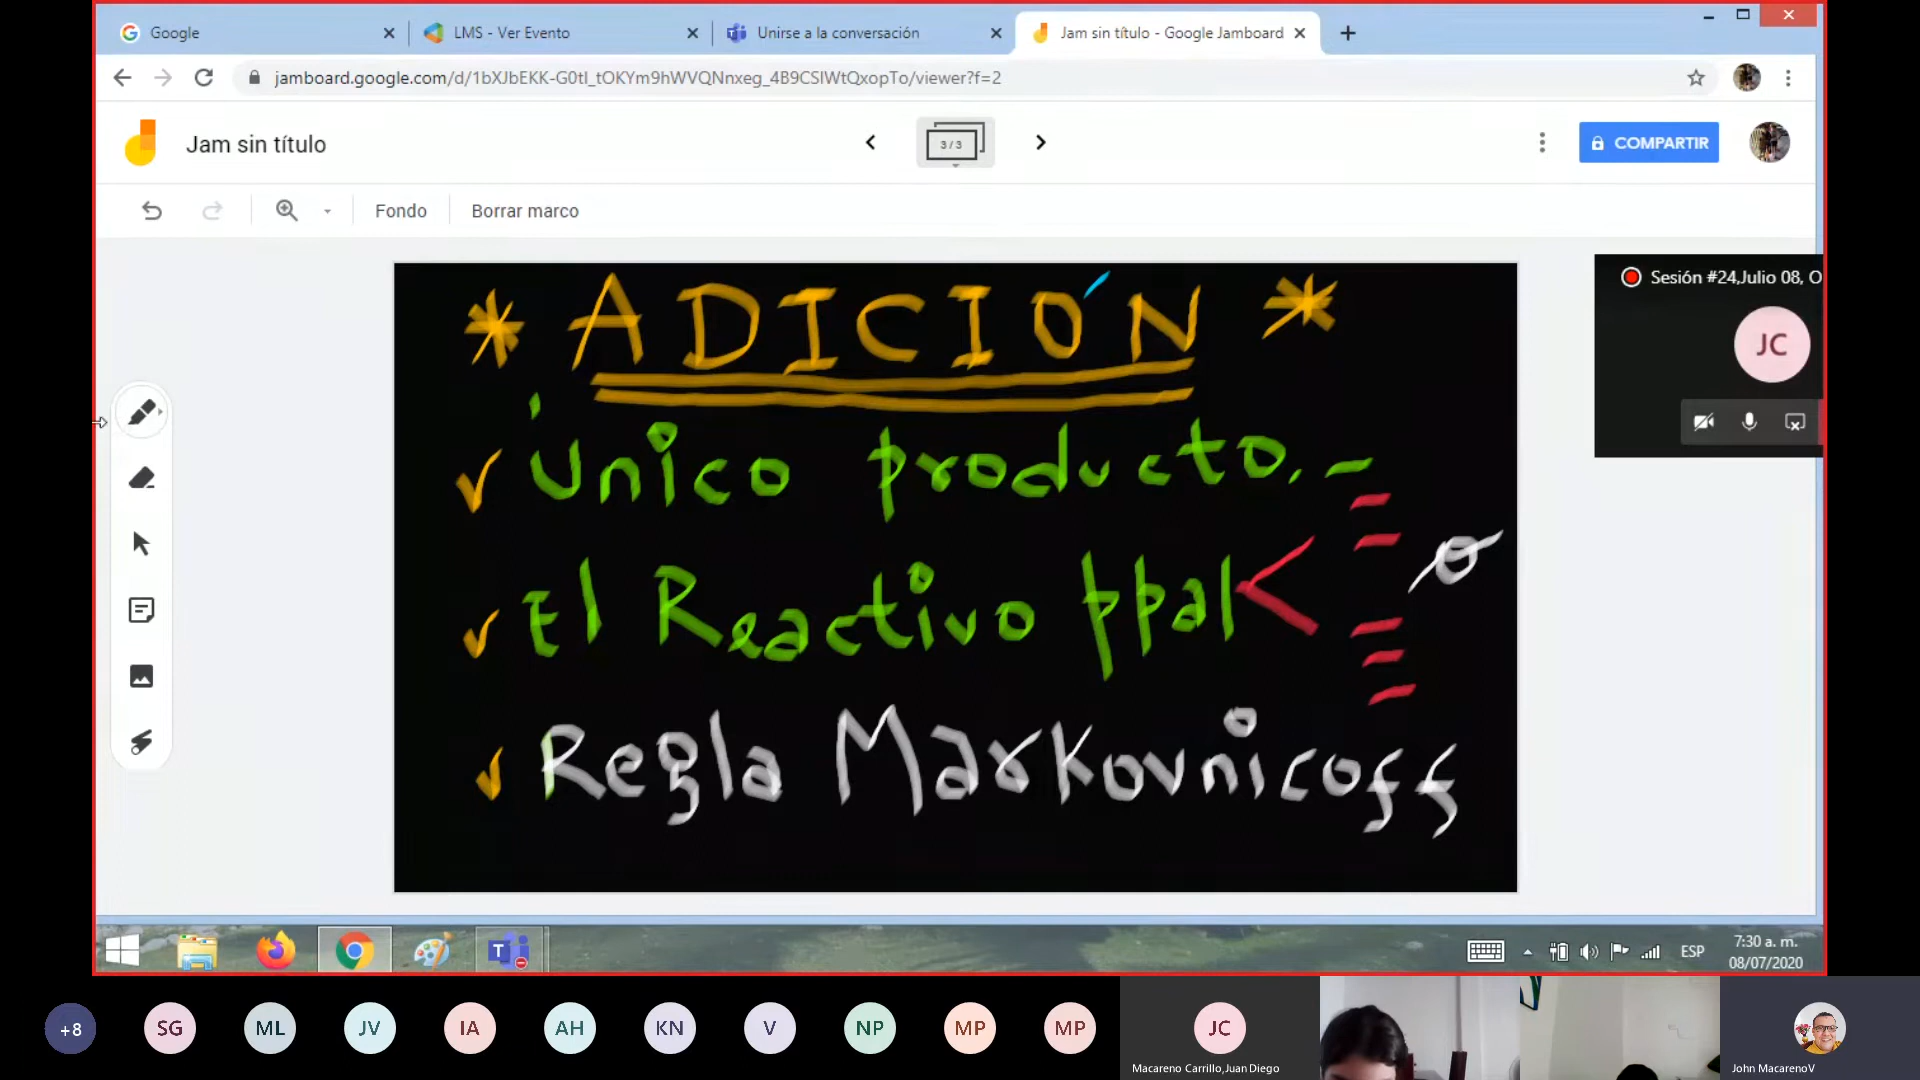 Google
LMS - Ver Evento
Unirse a la conversación
Jam sin título - Google Jamboard
jamboard.google.com/d/1bXJbEKK-G0tI_tOKYm9hWVQNnxeg_4B9CSIWtQxopTo/viewer?f=2
Jam sin título
3 / 3
COMPARTIR
Fondo
Borrar marco
* ADICIÓN *
Único producto.-
El Reactivo ppal <
Regla Markovnicoff
Sesión #24,Julio 08, O
JC
ESP
7:30 a. m.
08/07/2020
+8
SG
ML
JV
IA
AH
KN
V
NP
MP
MP
JC
Macareno Carrillo,Juan Diego
John MacarenoV